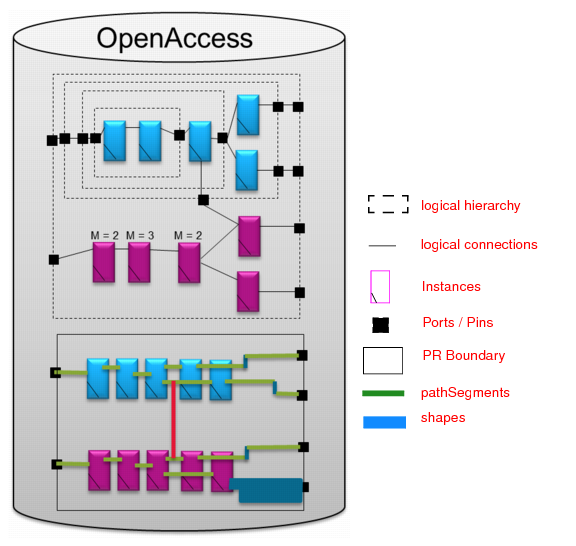 OpenAccess
M = 2 M = 3 M = 2
logical hierarchy
logical connections
Instances
Ports / Pins
PR Boundary
pathSegments
shapes